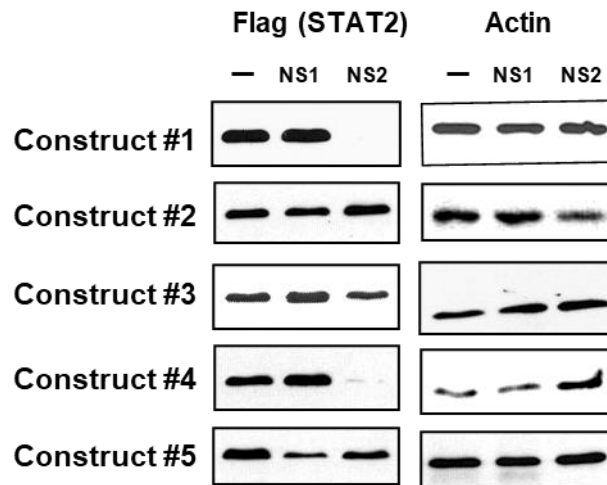 Flag (STAT2) Actin
— NS1 NS2 — NS1 NS2
Construct #1
Construct #2
Construct #3
Construct #4
Construct #5